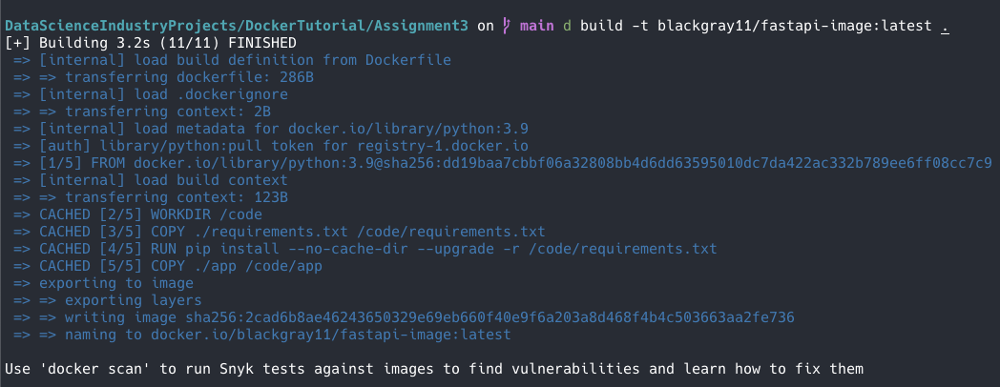 DataScienceIndustryProjects/DockerTutorial/Assignment3 on main d build -t blackgray11/fastapi-image:latest .
[+] Building 3.2s (11/11) FINISHED
=> [internal] load build definition from Dockerfile
=> => transferring dockerfile: 286B
=> [internal] load .dockerignore
=> => transferring context: 2B
=> [internal] load metadata for docker.io/library/python:3.9
=> [auth] library/python:pull token for registry-1.docker.io
=> [1/5] FROM docker.io/library/python:3.9@sha256:dd19baa7cbbf06a32808bb4d6dd63595010dc7da422ac332b789ee6ff08cc7c9
=> [internal] load build context
=> => transferring context: 123B
=> CACHED [2/5] WORKDIR /code
=> CACHED [3/5] COPY ./requirements.txt /code/requirements.txt
=> CACHED [4/5] RUN pip install --no-cache-dir --upgrade -r /code/requirements.txt
=> CACHED [5/5] COPY ./app /code/app
=> exporting to image
=> => exporting layers
=> => writing image sha256:2cad6b8ae46243650329e69eb660f40e9f6a203a8d468f4b4c503663aa2fe736
=> => naming to docker.io/blackgray11/fastapi-image:latest
Use 'docker scan' to run Snyk tests against images to find vulnerabilities and learn how to fix them